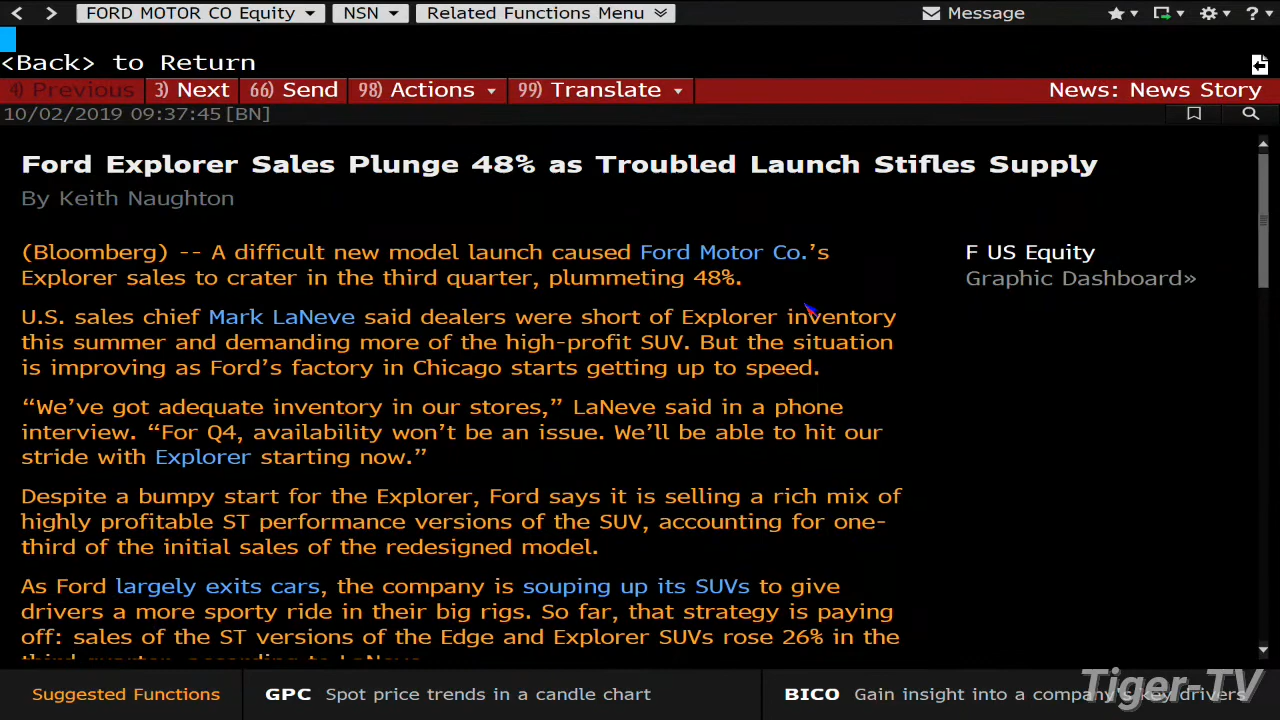 FORD MOTOR CO Equity NSN Related Functions Menu Message ?
<Back> to Return
4) Previous 3) Next 66) Send 98) Actions 99) Translate News: News Story
10/02/2019 09:37:45[BN]
Ford Explorer Sales Plunge 48% as Troubled Launch Stifles Supply
By Keith Naughton
(Bloomberg) -- A difficult new model launch caused Ford Motor Co.’s
Explorer sales to crater in the third quarter, plummeting 48%.
F US Equity
Graphic Dashboard»
U.S. sales chief Mark LaNeve said dealers were short of Explorer inventory
this summer and demanding more of the high-profit SUV. But the situation
is improving as Ford’s factory in Chicago starts getting up to speed.
“We’ve got adequate inventory in our stores,” LaNeve said in a phone
interview. “For Q4, availability won’t be an issue. We’ll be able to hit our
stride with Explorer starting now.”
Despite a bumpy start for the Explorer, Ford says it is selling a rich mix of
highly profitable ST performance versions of the SUV, accounting for one-
third of the initial sales of the redesigned model.
As Ford largely exits cars, the company is souping up its SUVs to give
drivers a more sporty ride in their big rigs. So far, that strategy is paying
off: sales of the ST versions of the Edge and Explorer SUVs rose 26% in the
third quarter, according to LaNeve
Suggested Functions GPC Spot price trends in a candle chart BICO Gain insight into a company's key drivers
Tiger-TV